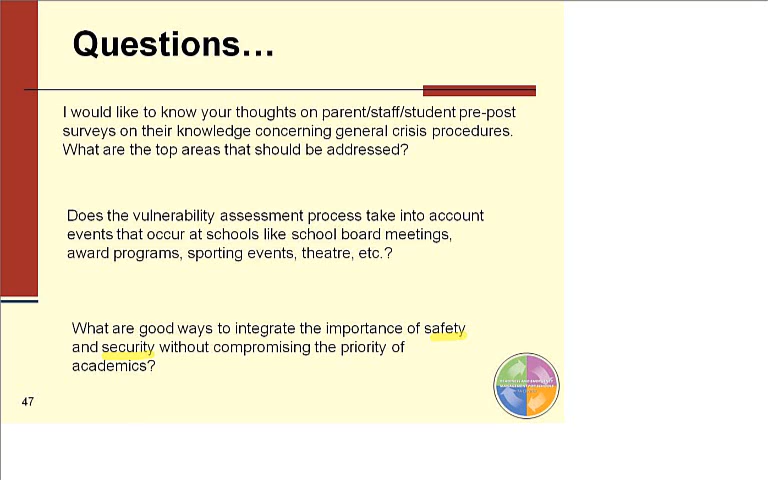 Questions…
I would like to know your thoughts on parent/staff/student pre-post
surveys on their knowledge concerning general crisis procedures.
What are the top areas that should be addressed?
Does the vulnerability assessment process take into account
events that occur at schools like school board meetings,
award programs, sporting events, theatre, etc.?
What are good ways to integrate the importance of safety
and security without compromising the priority of
academics?
47